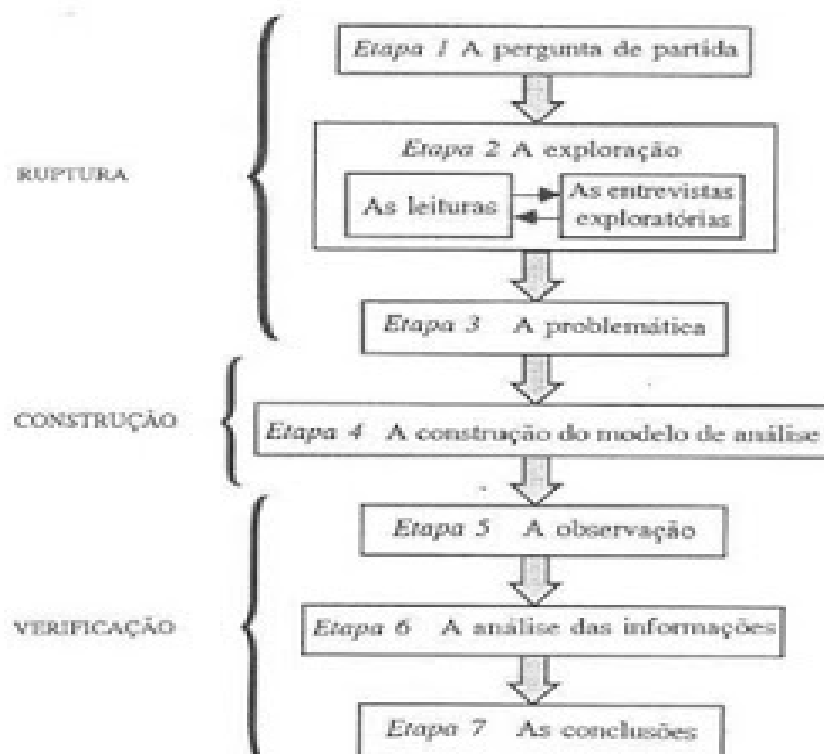 Etapa 1 A pergunta de partida
Etapa 2 A exploração
RUPTURA
As leituras
As entrevistas
exploratórias
Etapa 3 A problemática
CONSTRUÇÃO
Etapa 4 A construção do modelo de análise
Etapa 5 A observação
VERIFICAÇÃO
Etapa 6 A análise das informações
Etapa 7 As conclusões